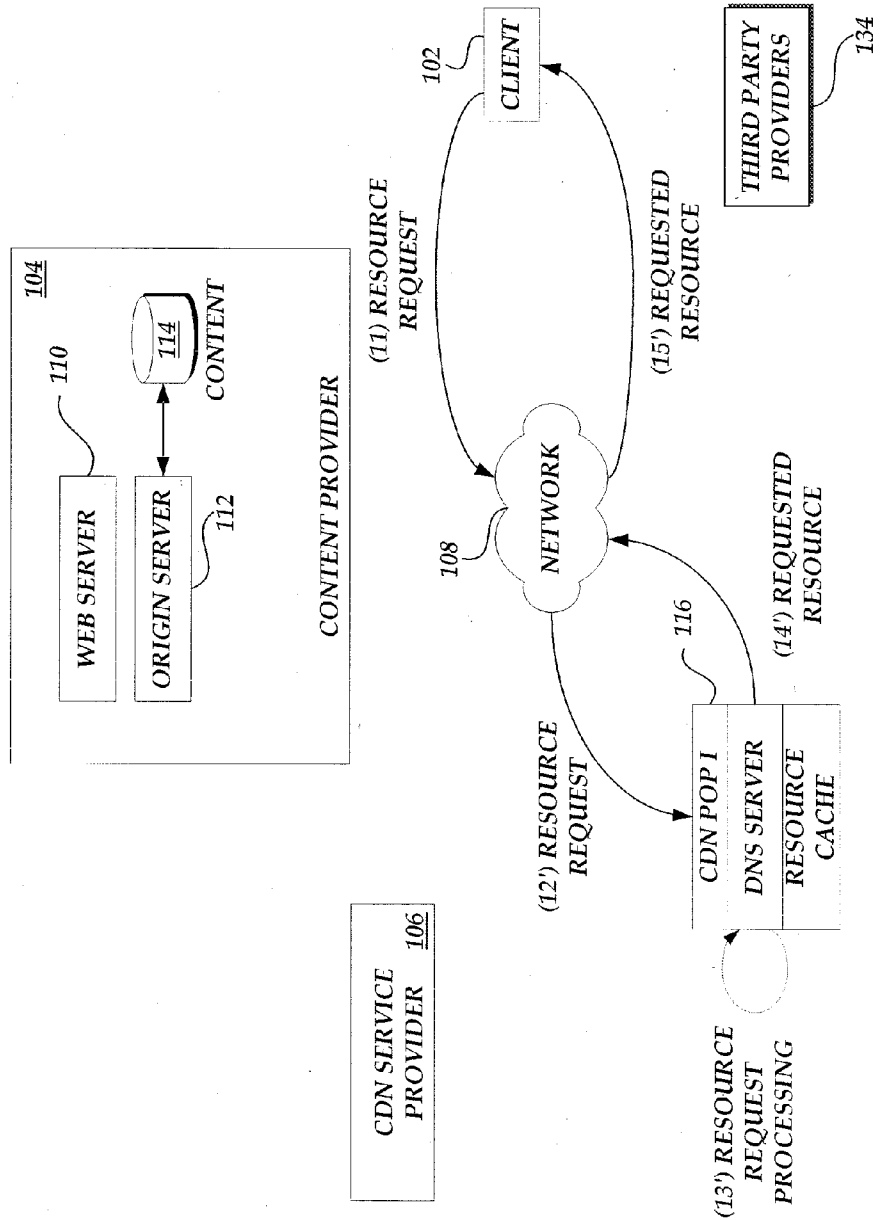 104
110
WEB SERVER
ORIGIN SERVER
112
114
CONTENT
CONTENT PROVIDER
CDN SERVICE
PROVIDER
106
(11) RESOURCE
REQUEST
102
CLIENT
108
NETWORK
(12') RESOURCE
REQUEST
(15') REQUESTED
RESOURCE
116
CDN POP I
DNS SERVER
RESOURCE
CACHE
(14') REQUESTED
RESOURCE
(13') RESOURCE
REQUEST
PROCESSING
THIRD PARTY
PROVIDERS
134